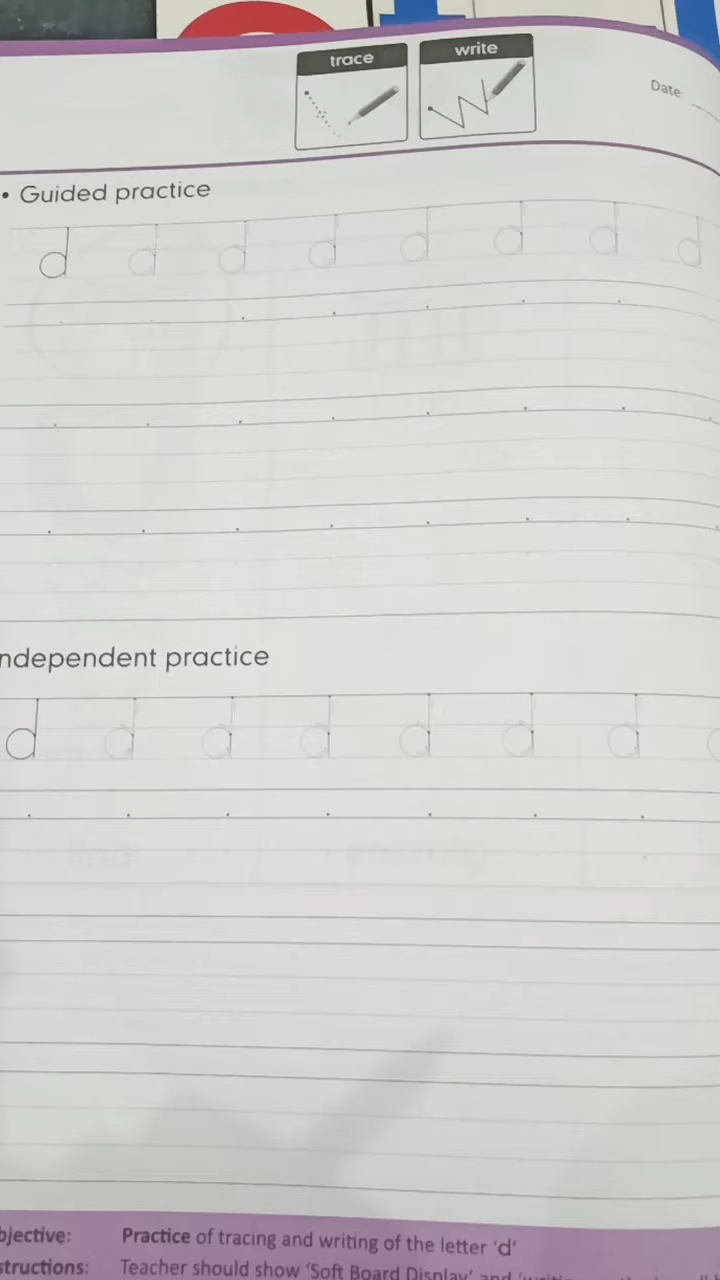 trace
write
Date:
• Guided practice
d d d d d d d d
ndependent practice
d d d d d d d
bjective: Practice of tracing and writing of the letter 'd'
structions: Teacher should show 'Soft Board Display' and